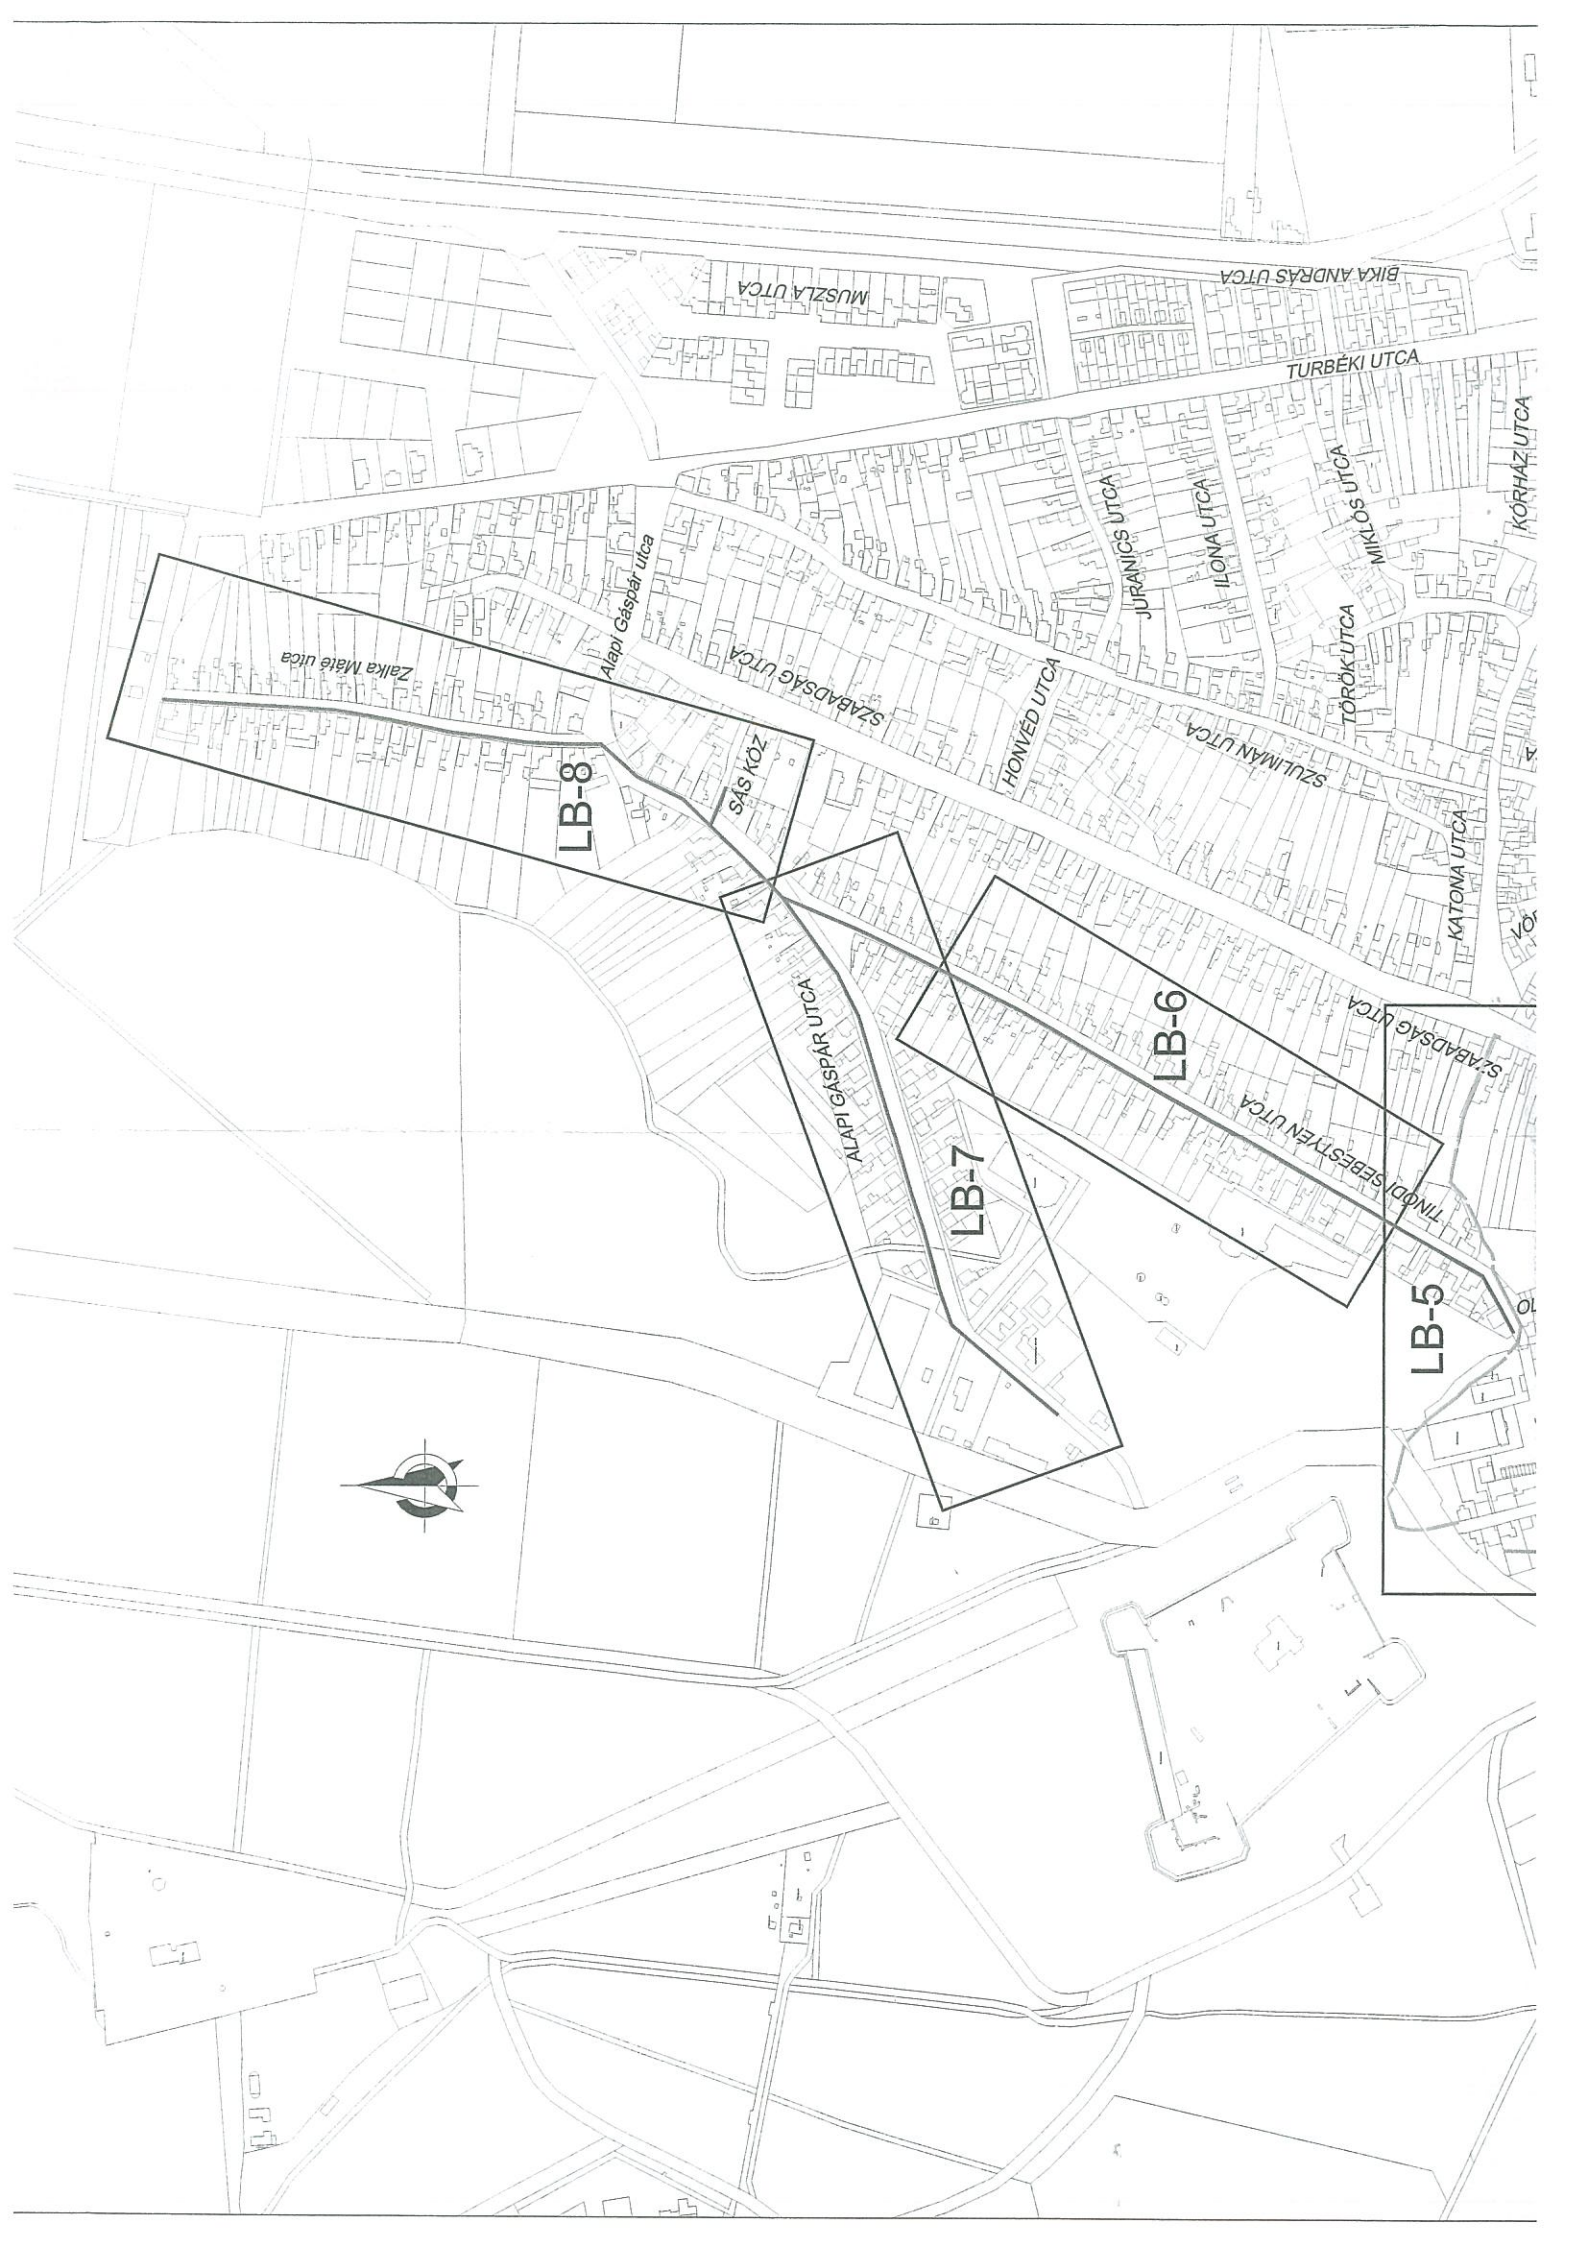 MUSZLA UTCA
BIKA ANDRÁS UTCA
TURBÉKI UTCA
KÓRHÁZ UTCA
MIKLÓS UTCA
ILONA UTCA
JURANICS UTCA
Alapi Gáspár utca
Zalka Máté utca
SZABADSÁG UTCA
HONVÉD UTCA
TÖRÖK UTCA
SZULIMÁN UTCA
SÁS KÖZ
LB-8
KATONA UTCA
ALAPI GÁSPÁR UTCA
LB-6
SZABADSÁG UTCA
TINÓDI SEBESTYÉN UTCA
LB-7
LB-5